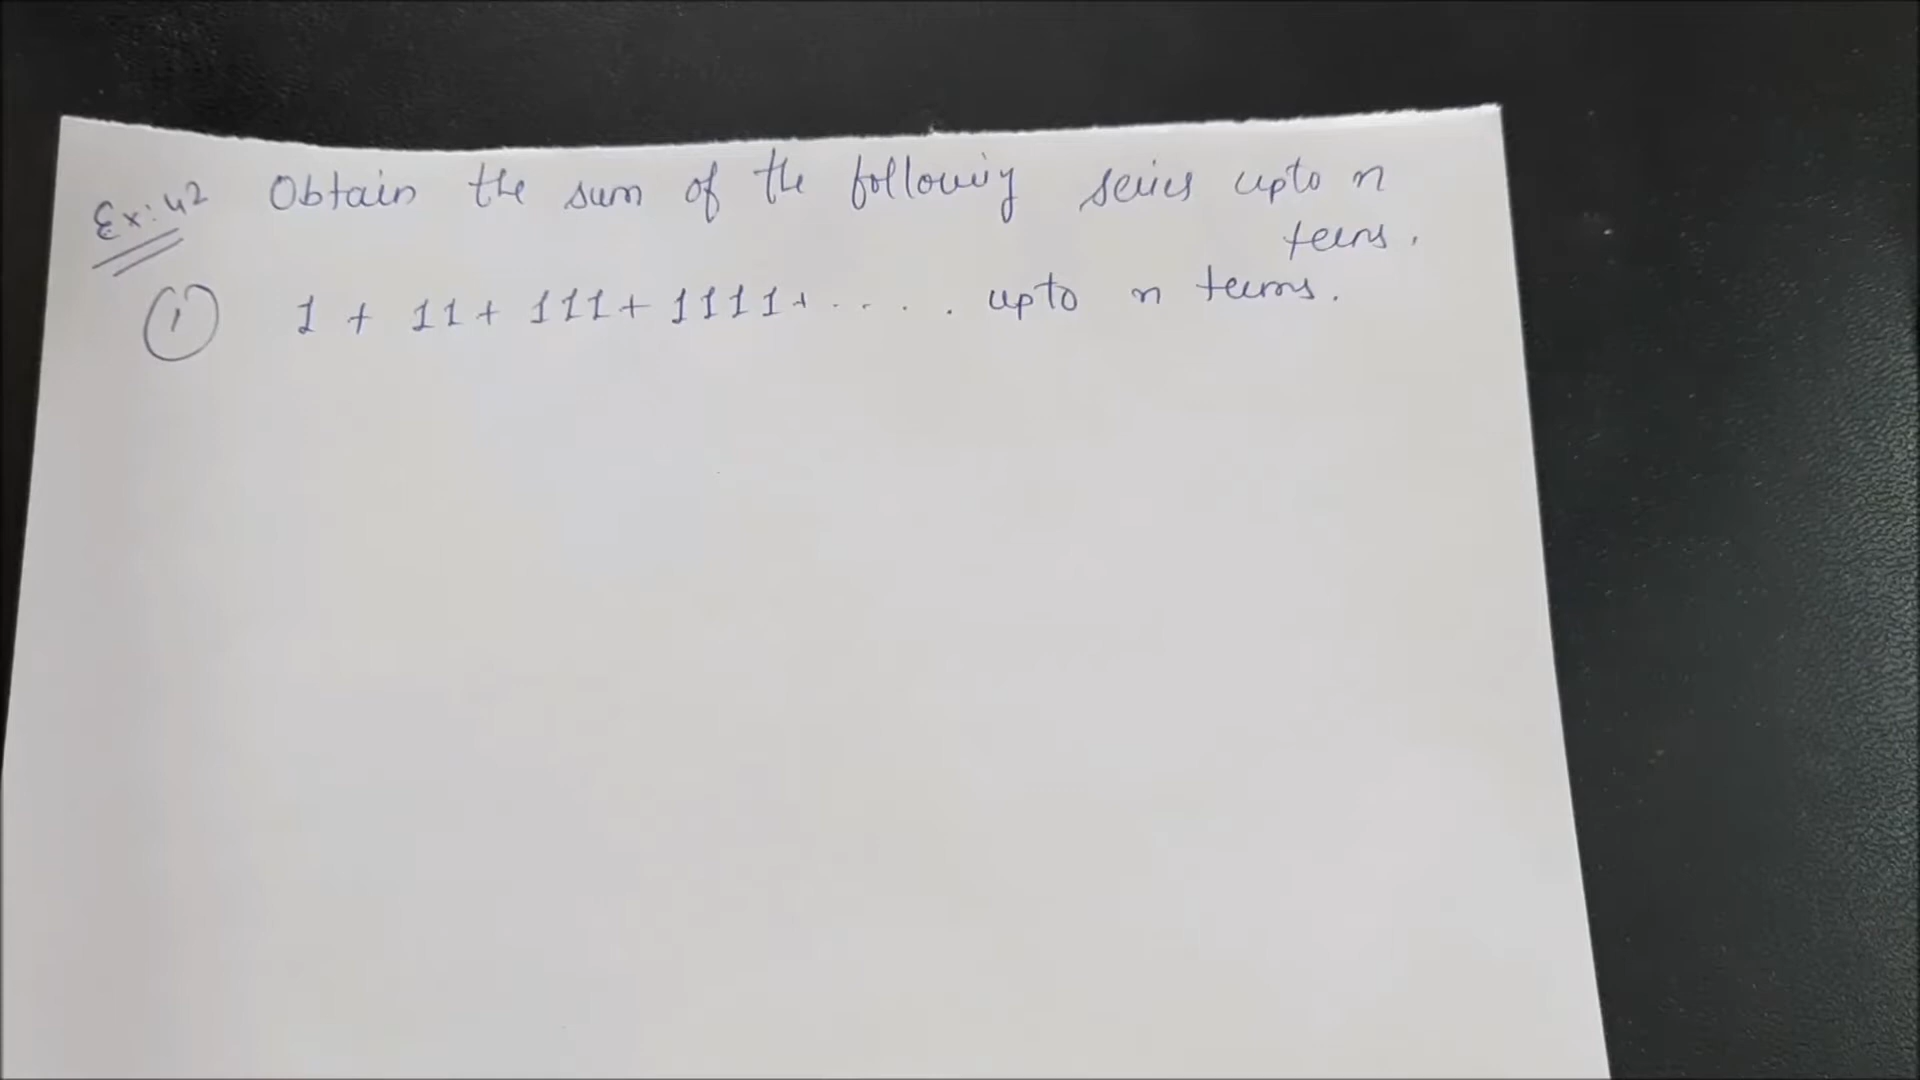 Ex:42 Obtain the sum of the following series upto n
terms.
① 1 + 11 + 111 + 1111 + .... upto n terms.